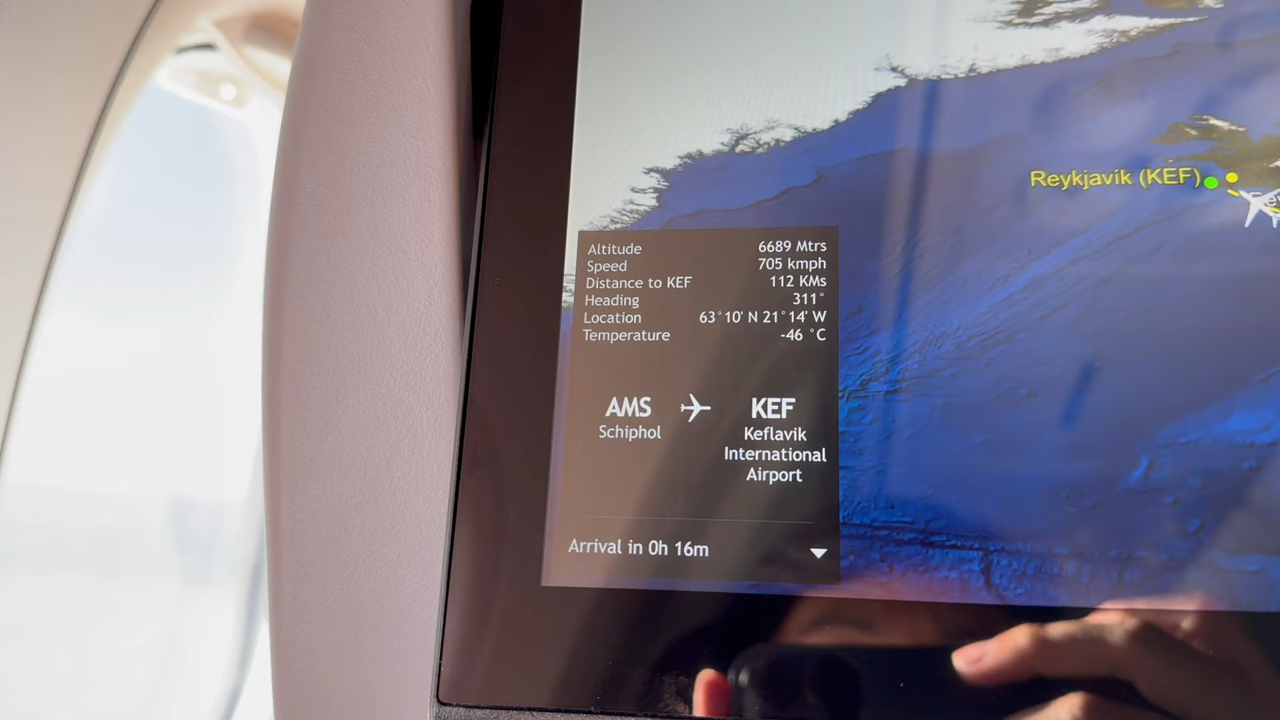 Reykjavik (KEF)
Altitude 6689 Mtrs
Speed 705 kmph
Distance to KEF 112 KMs
Heading 311°
Location 63°10' N 21°14' W
Temperature -46 °C
AMS KEF
Schiphol Keflavik
International
Airport
Arrival in 0h 16m